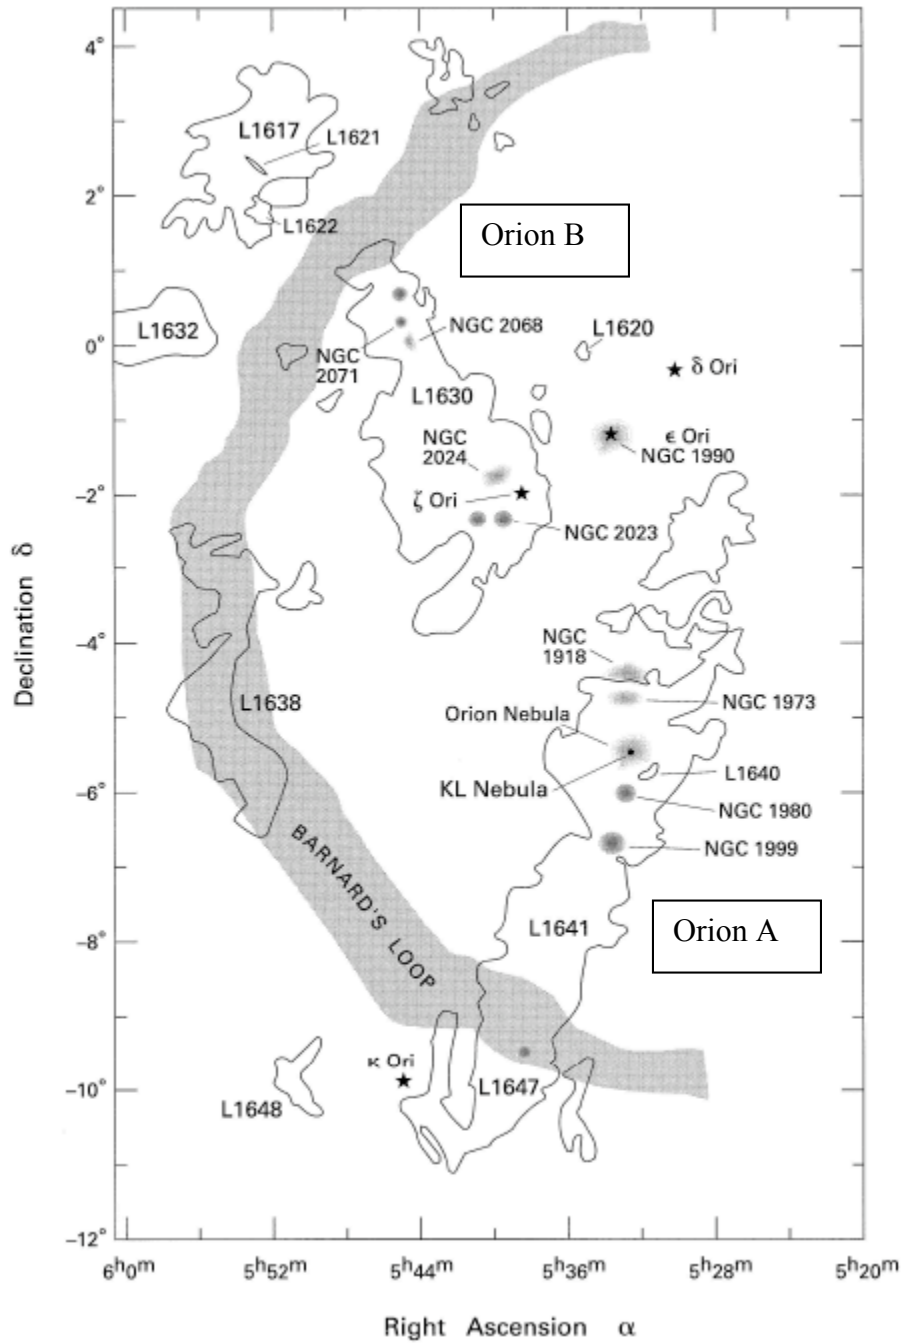 4°
L1617
L1621
2°
L1622
Orion B
L1632
NGC 2068
L1620
0°
NGC
2071
δ Ori
L1630
NGC
2024
ϵ Ori
NGC 1990
ζ Ori
−2°
NGC 2023
Declination δ
−4°
NGC
1918
L1638
NGC 1973
Orion Nebula
L1640
KL Nebula
−6°
NGC 1980
BARNARD'S LOOP
NGC 1999
L1641
Orion A
−8°
κ Ori
L1647
−10°
L1648
−12°
6h0m
5h52m
5h44m
5h36m
5h28m
5h20m
Right Ascension α